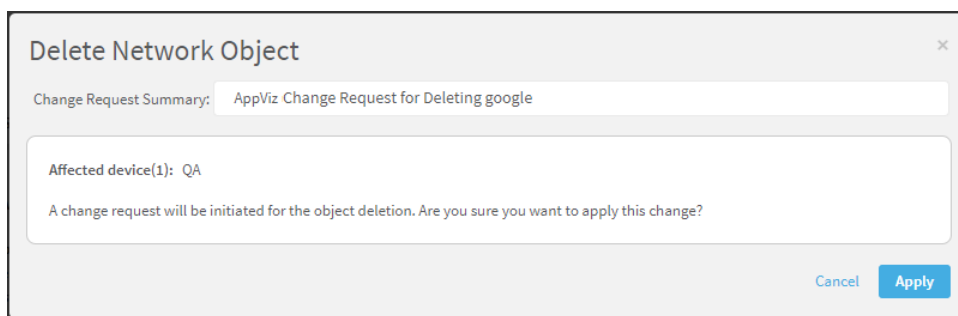 Delete Network Object
×
Change Request Summary: AppViz Change Request for Deleting google
Affected device(1): QA
A change request will be initiated for the object deletion. Are you sure you want to apply this change?
Cancel Apply